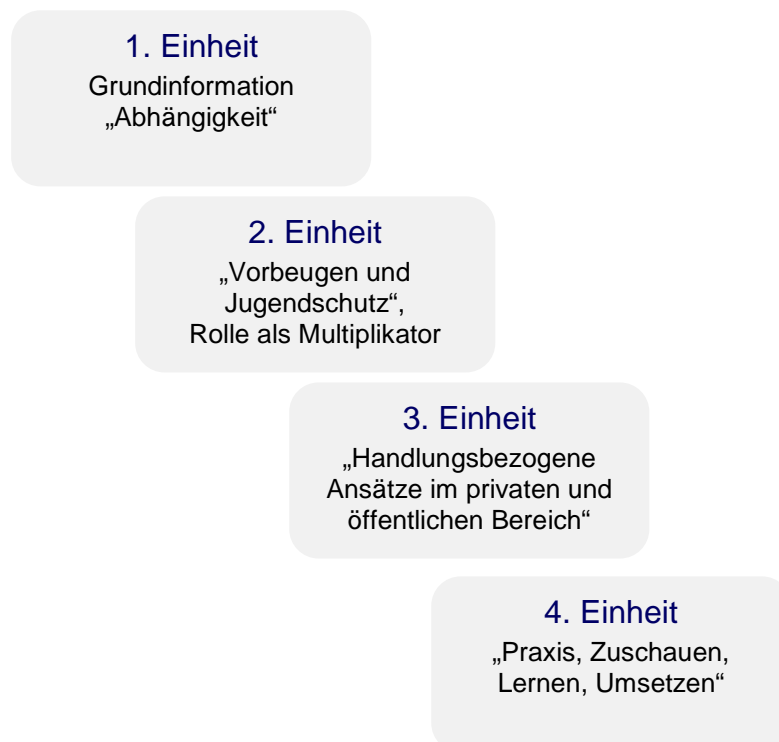 1. Einheit
Grundinformation
„Abhängigkeit“
2. Einheit
„Vorbeugen und
Jugendschutz“,
Rolle als Multiplikator
3. Einheit
„Handlungsbezogene
Ansätze im privaten und
öffentlichen Bereich“
4. Einheit
„Praxis, Zuschauen,
Lernen, Umsetzen“